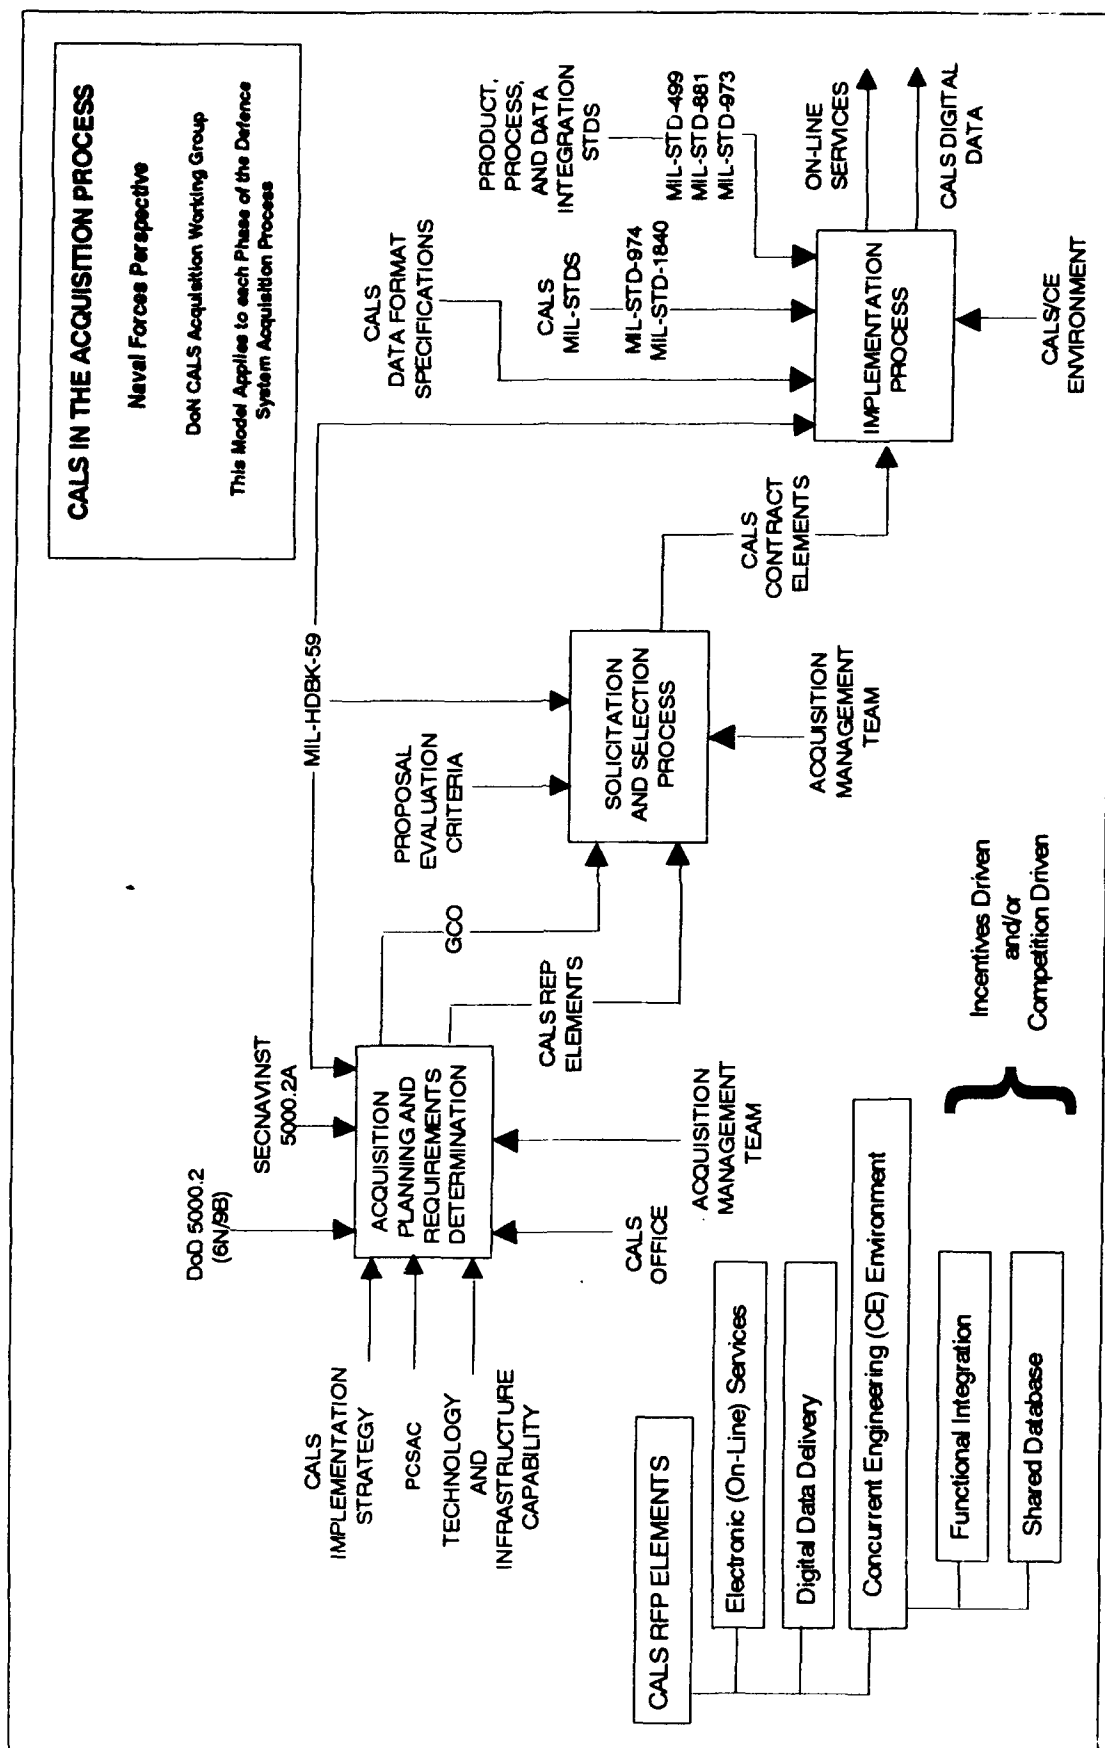 CALS IN THE ACQUISITION PROCESS
Naval Forces Perspective
DoN CALS Acquisition Working Group
This Model Applies to each Phase of the Defence
System Acquisition Process
DoD 5000.2
(6N/9B)
SECNAVINST
5000.2A
MIL-HDBK-59
CALS
IMPLEMENTATION
STRATEGY
PCSAC
TECHNOLOGY
AND
INFRASTRUCTURE
CAPABILITY
ACQUISITION
PLANNING AND
REQUIREMENTS
DETERMINATION
CALS
OFFICE
ACQUISITION
MANAGEMENT
TEAM
GCO
CALS REP
ELEMENTS
PROPOSAL
EVALUATION
CRITERIA
SOLICITATION
AND SELECTION
PROCESS
ACQUISITION
MANAGEMENT
TEAM
CALS
CONTRACT
ELEMENTS
CALS
DATA FORMAT
SPECIFICATIONS
CALS
MIL-STDS
MIL-STD-974
MIL-STD-1840
PRODUCT,
PROCESS,
AND DATA
INTEGRATION
STDS
MIL-STD-499
MIL-STD-881
MIL-STD-973
IMPLEMENTATION
PROCESS
CALS/CE
ENVIRONMENT
ON-LINE
SERVICES
CALS DIGITAL
DATA
CALS RFP ELEMENTS
Electronic (On-Line) Services
Digital Data Delivery
Concurrent Engineering (CE) Environment
Functional Integration
Shared Database
Incentives Driven
and/or
Competition Driven